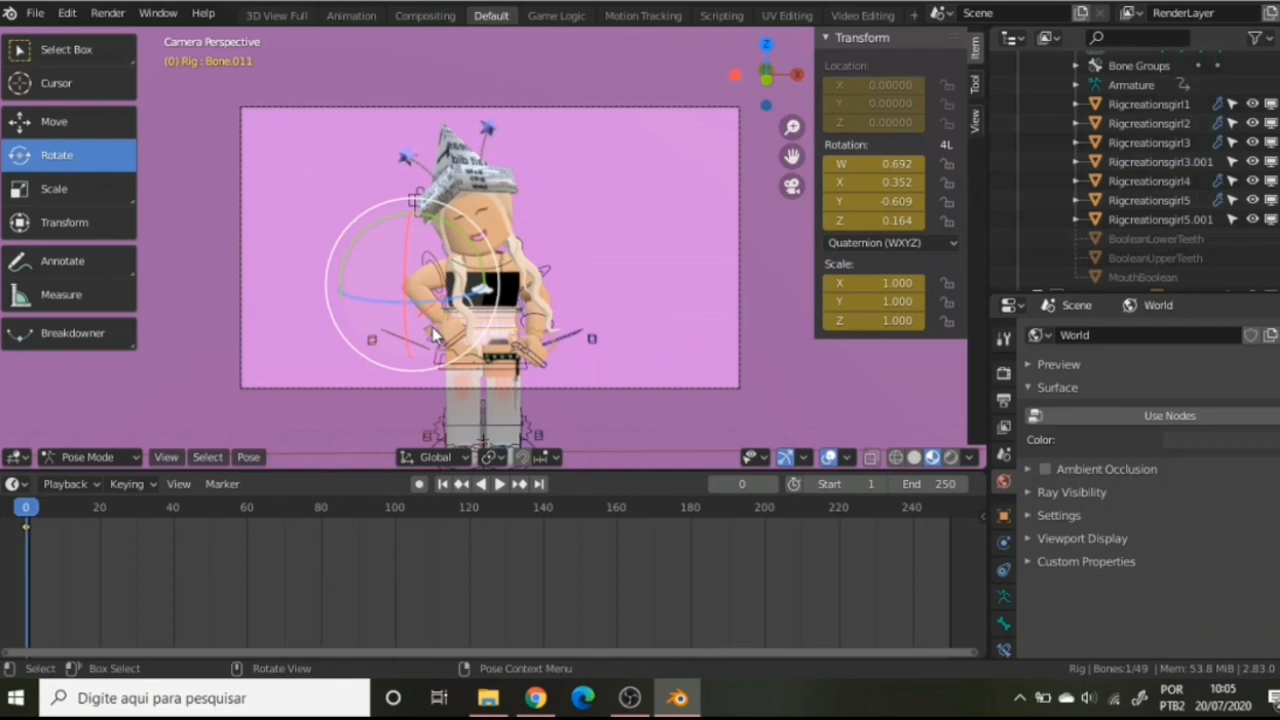 File Edit Render Window Help 3D View Full Animation Compositing Default Game Logic Motion Tracking Scripting UV Editing Video Editing + Scene RenderLayer
Select Box
Cursor
Move
Rotate
Scale
Transform
Annotate
Measure
Breakdowner
Camera Perspective
(0) Rig : Bone.011
Z
X
Transform
Location:
X 0.00000
Y 0.00000
Z 0.00000
Rotation: 4L
W 0.692
X 0.352
Y -0.609
Z 0.164
Quaternion (WXYZ)
Scale:
X 1.000
Y 1.000
Z 1.000
Item
Tool
View
Bone Groups
Armature
Rigcreationsgirl1
Rigcreationsgirl2
Rigcreationsgirl3
Rigcreationsgirl3.001
Rigcreationsgirl4
Rigcreationsgirl5
Rigcreationsgirl5.001
BooleanLowerTeeth
BooleanUpperTeeth
MouthBoolean
Scene World
World
Preview
Surface
Use Nodes
Color:
Ambient Occlusion
Ray Visibility
Settings
Viewport Display
Custom Properties
Pose Mode View Select Pose Global
Playback Keying View Marker 0 Start 1 End 250
0 20 40 60 80 100 120 140 160 180 200 220 240
Select Box Select Rotate View Pose Context Menu Rig | Bones:1/49 | Mem: 53.8 MiB | 2.83.0
Digite aqui para pesquisar
POR
PTB2
10:05
20/07/2020